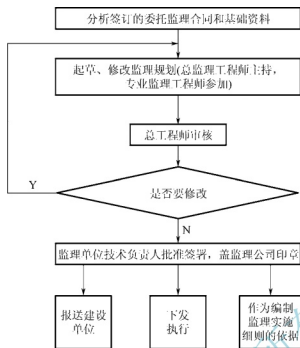 分析签订的委托监理合同和基础资料
起草、修改监理规划(总监理工程师主持，
专业监理工程师参加)
总工程师审核
Y
是否要修改
N
监理单位技术负责人批准签署，盖监理公司印章
报送建设
单位
下发
执行
作为编制
监理实施
细则的依据